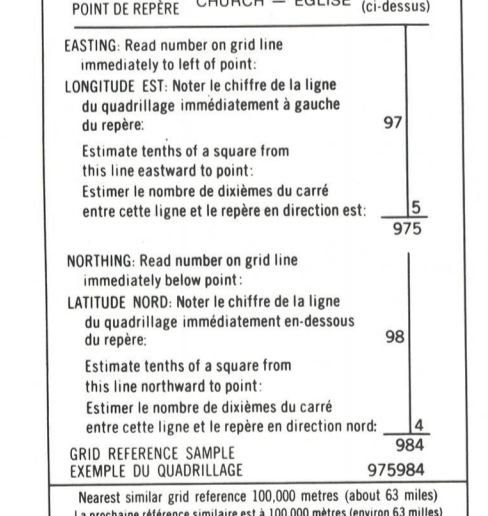 POINT DE REPÈRE CHURCH — EGLISE (ci-dessus)
EASTING: Read number on grid line
immediately to left of point:
LONGITUDE EST: Noter le chiffre de la ligne
du quadrillage immédiatement à gauche
du repère: 97
Estimate tenths of a square from
this line eastward to point:
Estimer le nombre de dixièmes du carré
entre cette ligne et le repère en direction est: 5
975
NORTHING: Read number on grid line
immediately below point:
LATITUDE NORD: Noter le chiffre de la ligne
du quadrillage immédiatement en-dessous
du repère: 98
Estimate tenths of a square from
this line northward to point:
Estimer le nombre de dixièmes du carré
entre cette ligne et le repère en direction nord: 4
984
GRID REFERENCE SAMPLE
EXEMPLE DU QUADRILLAGE 975984
Nearest similar grid reference 100,000 metres (about 63 miles)
La prochaine référence similaire est à 100,000 mètres (environ 63 milles)